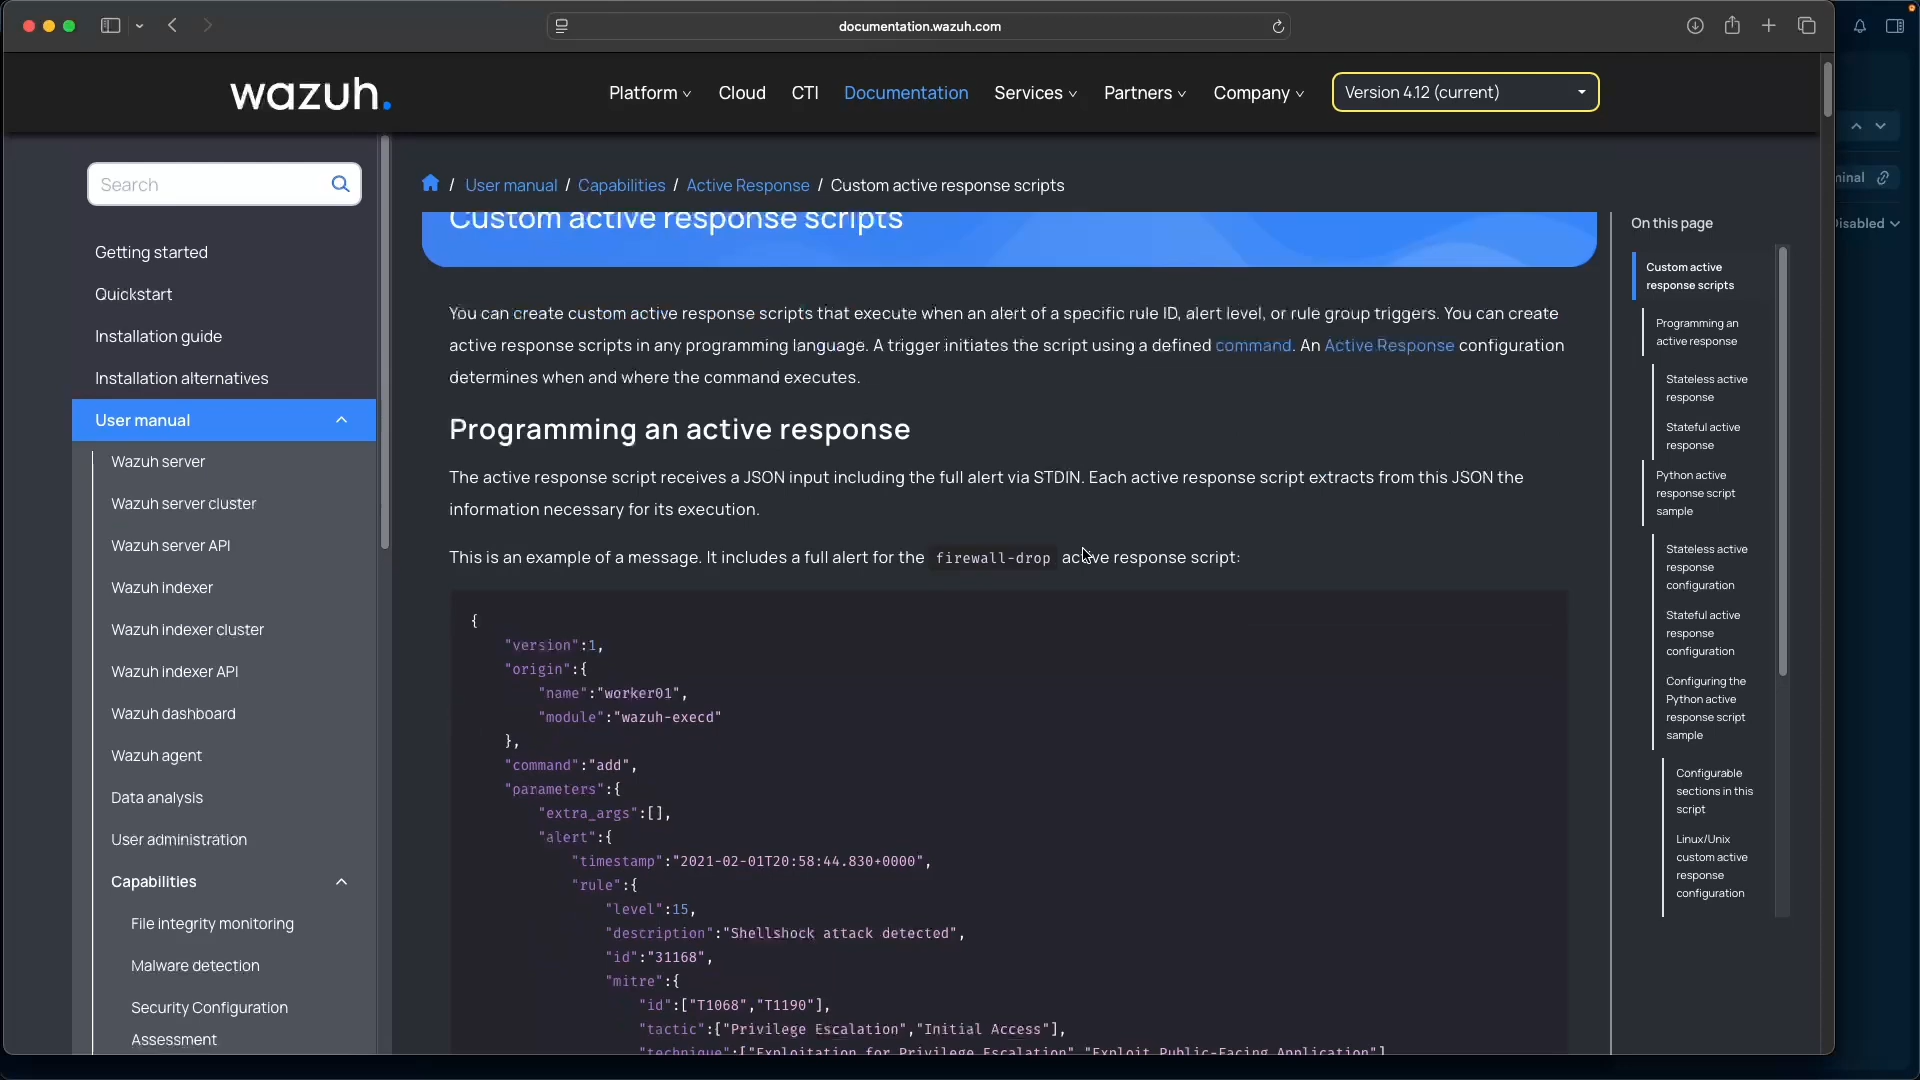 documentation.wazuh.com
wazuh.
Platform
Cloud
CTI
Documentation
Services
Partners
Company
Version 4.12 (current)
Search
Getting started
Quickstart
Installation guide
Installation alternatives
User manual
Wazuh server
Wazuh server cluster
Wazuh server API
Wazuh indexer
Wazuh indexer cluster
Wazuh indexer API
Wazuh dashboard
Wazuh agent
Data analysis
User administration
Capabilities
File integrity monitoring
Malware detection
Security Configuration
Assessment
/ User manual / Capabilities / Active Response / Custom active response scripts
Custom active response scripts
You can create custom active response scripts that execute when an alert of a specific rule ID, alert level, or rule group triggers. You can create
active response scripts in any programming language. A trigger initiates the script using a defined command. An Active Response configuration
determines when and where the command executes.
Programming an active response
The active response script receives a JSON input including the full alert via STDIN. Each active response script extracts from this JSON the
information necessary for its execution.
This is an example of a message. It includes a full alert for the firewall-drop active response script:
{
"version":1,
"origin":{
"name":"worker01",
"module":"wazuh-execd"
},
"command":"add",
"parameters":{
"extra_args":[],
"alert":{
"timestamp":"2021-02-01T20:58:44.830+0000",
"rule":{
"level":15,
"description":"Shellshock attack detected",
"id":"31168",
"mitre":{
"id":["T1068","T1190"],
"tactic":["Privilege Escalation","Initial Access"],
"technique":["Exploitation for Privilege Escalation","Exploit Public-Facing Application"]
On this page
Custom active
response scripts
Programming an
active response
Stateless active
response
Stateful active
response
Python active
response script
sample
Stateless active
response
configuration
Stateful active
response
configuration
Configuring the
Python active
response script
sample
Configurable
sections in this
script
Linux/Unix
custom active
response
configuration